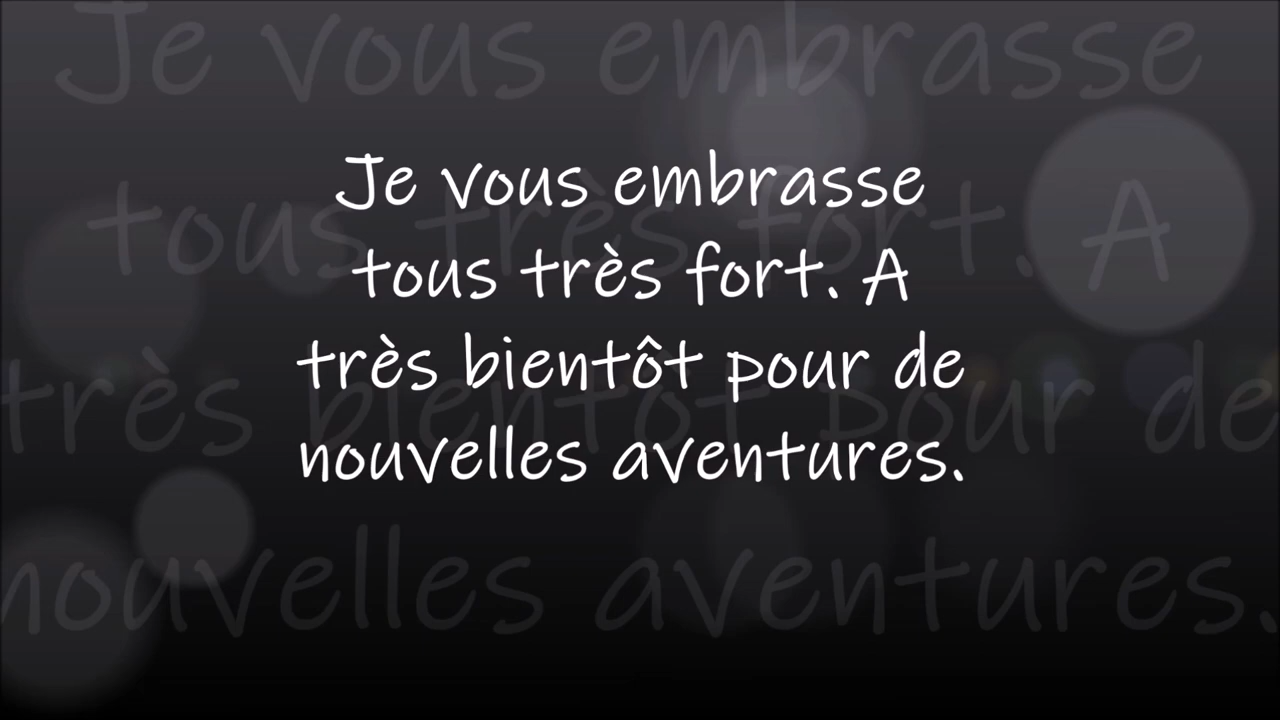 Je vous embrasse
tous très fort. A
très bientôt pour de
nouvelles aventures.